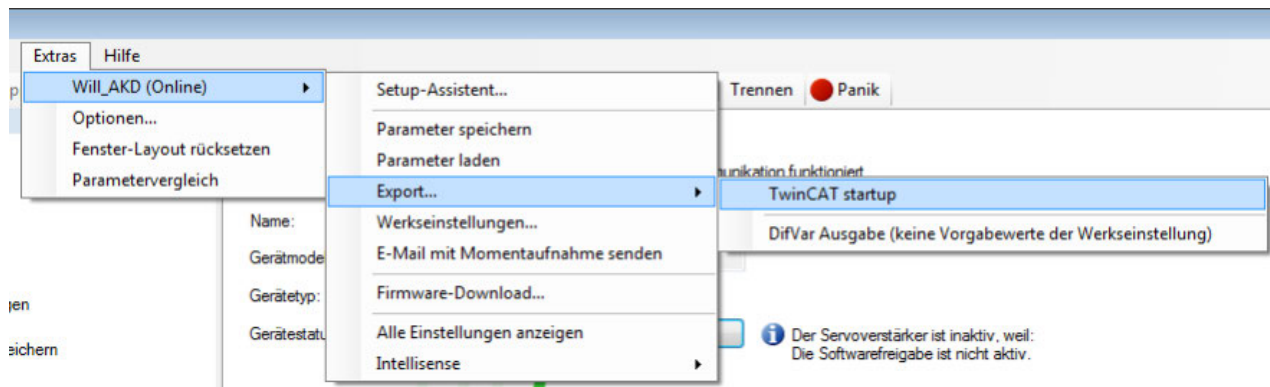 Extras Hilfe
Will_AKD (Online)
Setup-Assistent...
Trennen Panik
Optionen...
Parameter speichern
Fenster-Layout rücksetzen
Parameter laden
Parametervergleich
Export...
TwinCAT startup
Name:
Werkseinstellungen...
DifVar Ausgabe (keine Vorgabewerte der Werkseinstellung)
E-Mail mit Momentaufnahme senden
Gerätetyp:
Firmware-Download...
Alle Einstellungen anzeigen
Der Servoverstärker ist inaktiv, weil:
Die Softwarefreigabe ist nicht aktiv.
Intellisense